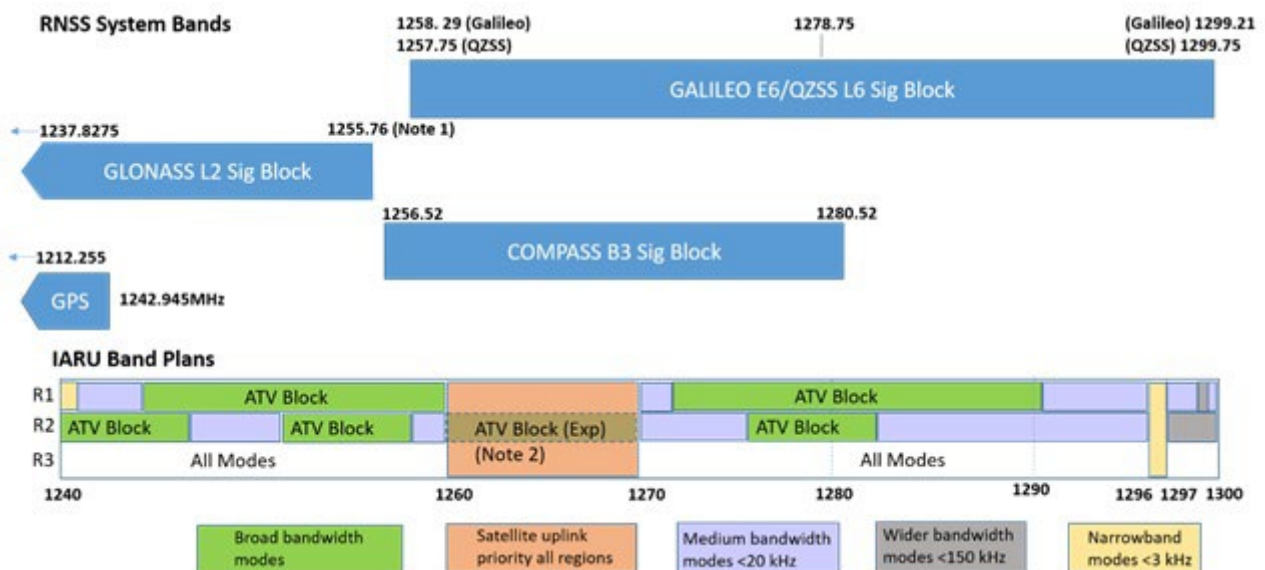 RNSS System Bands
1258. 29 (Galileo)
1257.75 (QZSS)
1278.75
(Galileo) 1299.21
(QZSS) 1299.75
GALILEO E6/QZSS L6 Sig Block
1237.8275
1255.76 (Note 1)
GLONASS L2 Sig Block
1256.52
1280.52
COMPASS B3 Sig Block
1212.255
GPS
1242.945MHz
IARU Band Plans
R1
ATV Block
ATV Block
R2
ATV Block
ATV Block
ATV Block (Exp)
(Note 2)
ATV Block
R3
All Modes
All Modes
1240
1260
1270
1280
1290
1296
1297
1300
Broad bandwidth
modes
Satellite uplink
priority all regions
Medium bandwidth
modes <20 kHz
Wider bandwidth
modes <150 kHz
Narrowband
modes <3 kHz